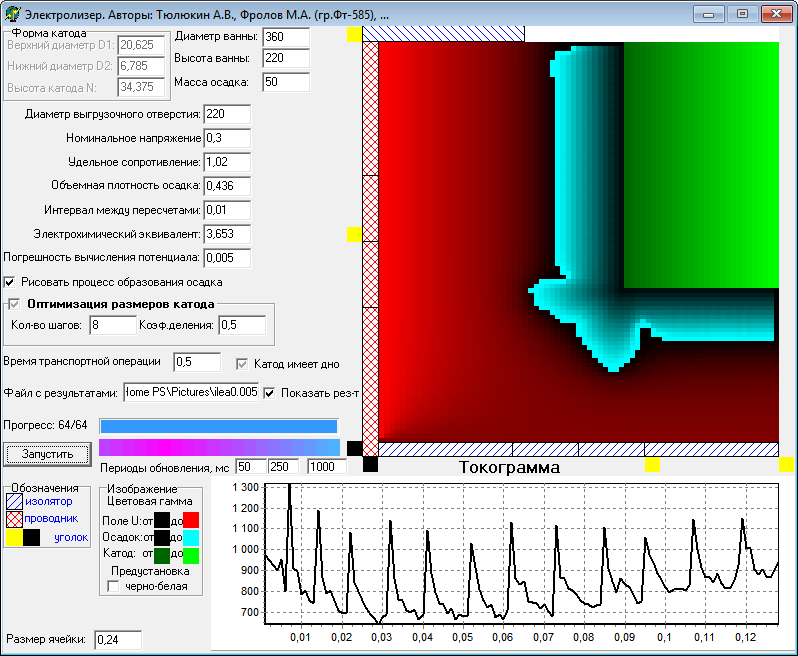 Электролизер. Авторы: Тюлюкин А.В., Фролов М.А. (гр.Фт-585), ...
Форма катода
Верхний диаметр D1: 20,625
Нижний диаметр D2: 6,785
Высота катода N: 34,375
Диаметр ванны: 360
Высота ванны: 220
Масса осадка: 50
Диаметр выгрузочного отверстия: 220
Номинальное напряжение 0,3
Удельное сопротивление: 1,02
Объемная плотность осадка: 0,436
Интервал между пересчетами: 0,01
Электрохимический эквивалент: 3,653
Погрешность вычисления потенциала: 0,005
Рисовать процесс образования осадка
Оптимизация размеров катода
Кол-во шагов: 8 Коэф.деления: 0,5
Время транспортной операции 0,5 Катод имеет дно
Файл с результатами: Home PS\Pictures\ilea0.005 Показать рез-т
Прогресс: 64/64
Запустить
Периоды обновления, мс 50 250 1000
Обозначения
изолятор
проводник
уголок
Изображение
Цветовая гамма
Поле U: от до
Осадок: от до
Катод: от до
Предустановка
черно-белая
Размер ячейки: 0,24
Токограмма
1 300
1 200
1 100
1 000
900
800
700
0,01 0,02 0,03 0,04 0,05 0,06 0,07 0,08 0,09 0,1 0,11 0,12